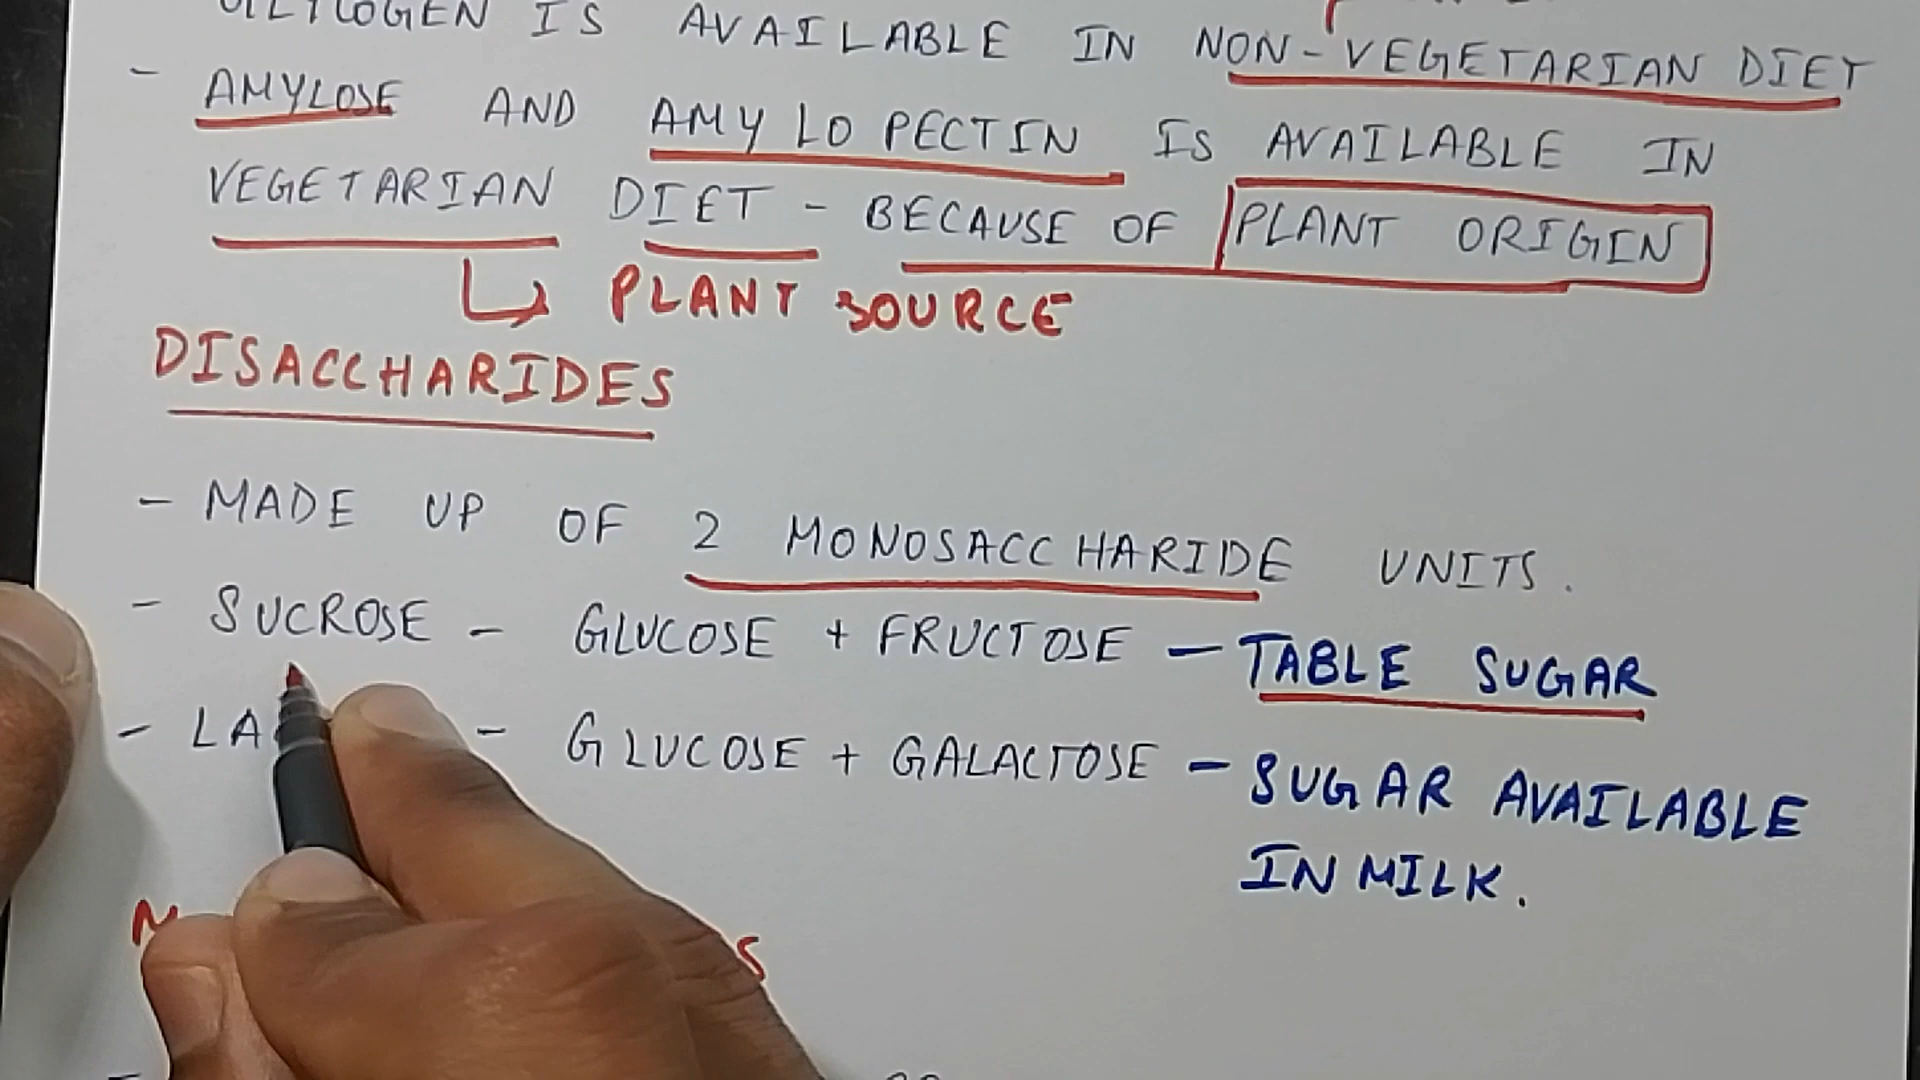 IS AVAILABLE IN NON-VEGETARIAN DIET
- AMYLOSE AND AMYLOPECTIN IS AVAILABLE IN
VEGETARIAN DIET - BECAUSE OF PLANT ORIGIN
↳ PLANT SOURCE
DISACCHARIDES
- MADE UP OF 2 MONOSACCHARIDE UNITS.
- SUCROSE - GLUCOSE + FRUCTOSE - TABLE SUGAR
- LA - GLUCOSE + GALACTOSE - SUGAR AVAILABLE
IN MILK.